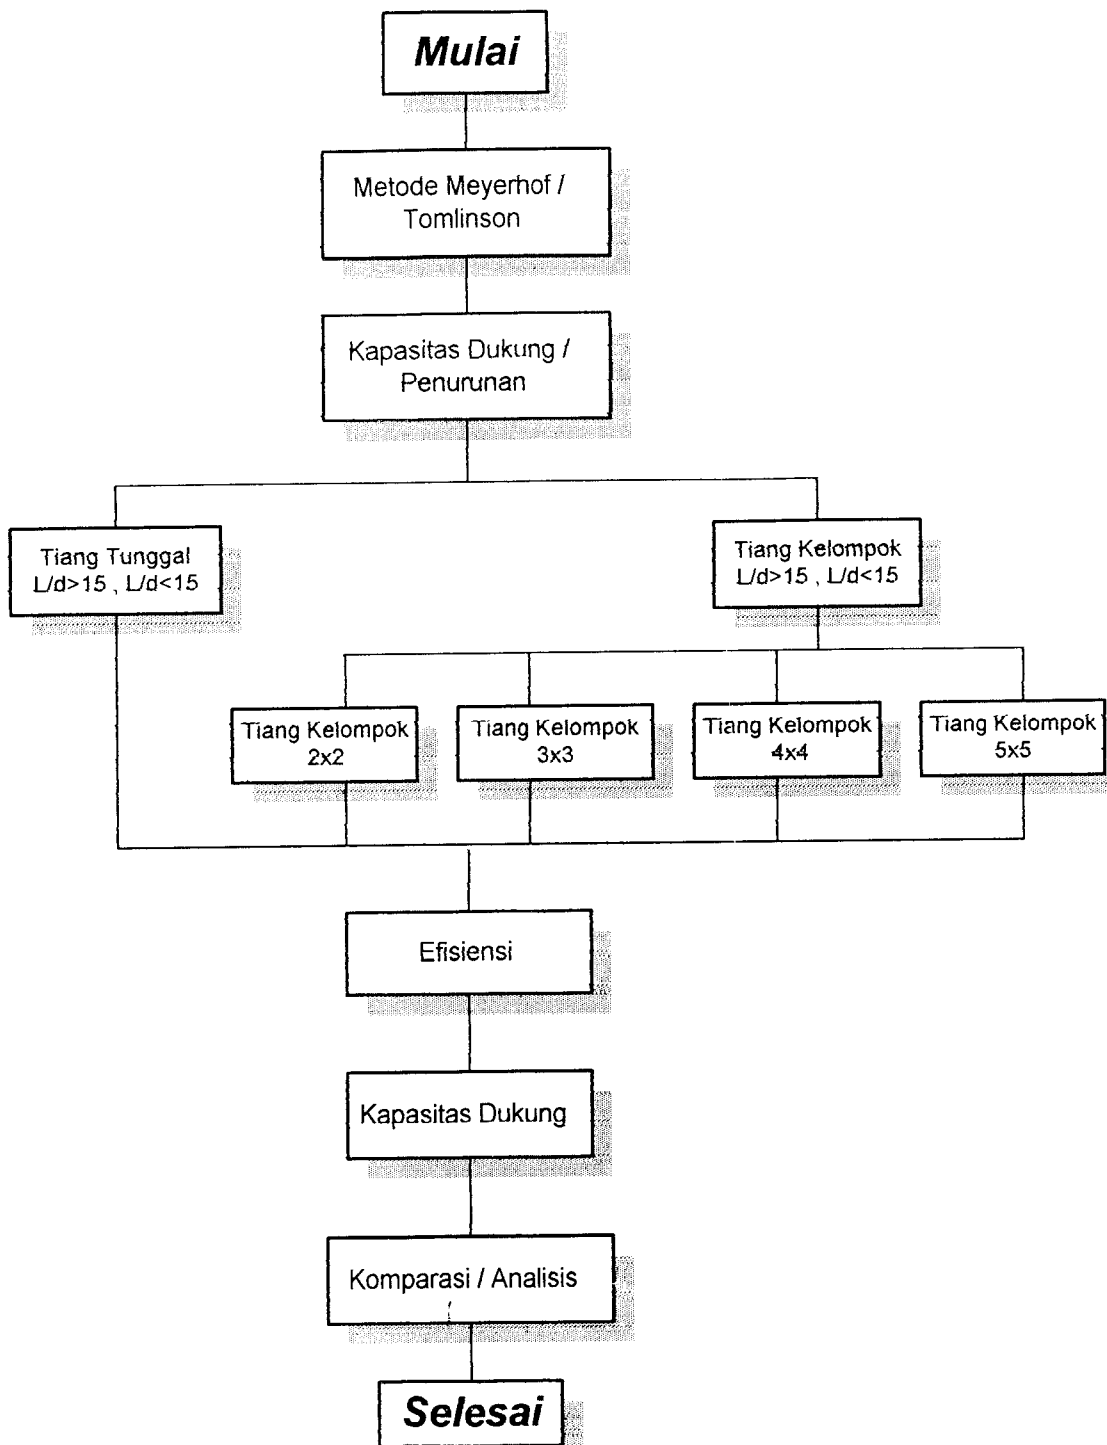 Mulai
Metode Meyerhof /
Tomlinson
Kapasitas Dukung /
Penurunan
Tiang Tunggal
L/d>15 , L/d<15
Tiang Kelompok
L/d>15 , L/d<15
Tiang Kelompok
2x2
Tiang Kelompok
3x3
Tiang Kelompok
4x4
Tiang Kelompok
5x5
Efisiensi
Kapasitas Dukung
Komparasi / Analisis
Selesai